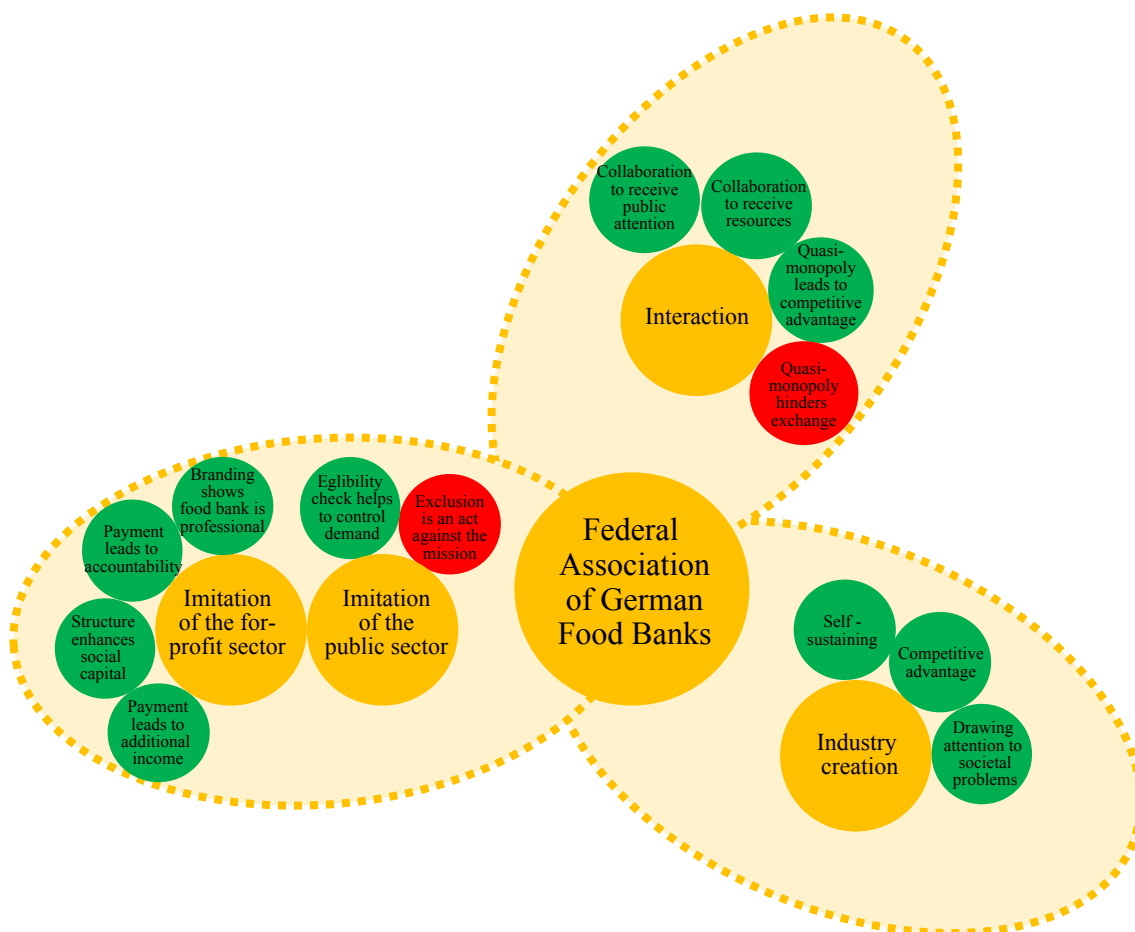 Collaboration
to receive
public
attention
Collaboration
to receive
resources
Quasi-
monopoly
leads to
competitive
advantage
Interaction
Quasi-
monopoly
hinders
exchange
Branding
shows
food bank is
professional
Eglibility
check helps
to control
demand
Exclusion
is an act
against the
mission
Payment
leads to
accountability
Federal
Association
of German
Food Banks
Imitation
of the for-
profit sector
Imitation
of the
public sector
Structure
enhances
social
capital
Payment
leads to
additional
income
Self -
sustaining
Competitive
advantage
Industry
creation
Drawing
attention to
societal
problems